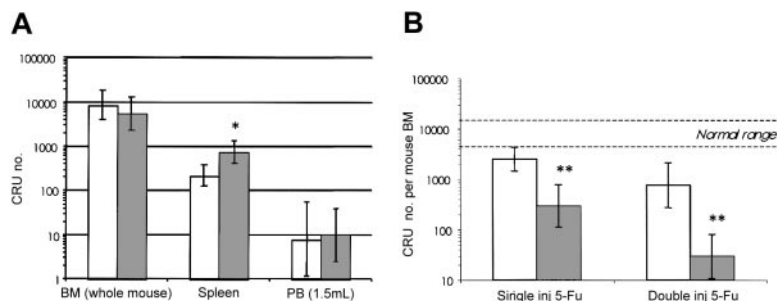 A
100000
10000
1000
100
10
1
CRU no.
*
BM (whole mouse) Spleen PB (1.5mL)
B
100000
10000
1000
100
10
CRU no. per mouse BM
Normal range
**
**
Single inj 5-Fu Double inj 5-Fu